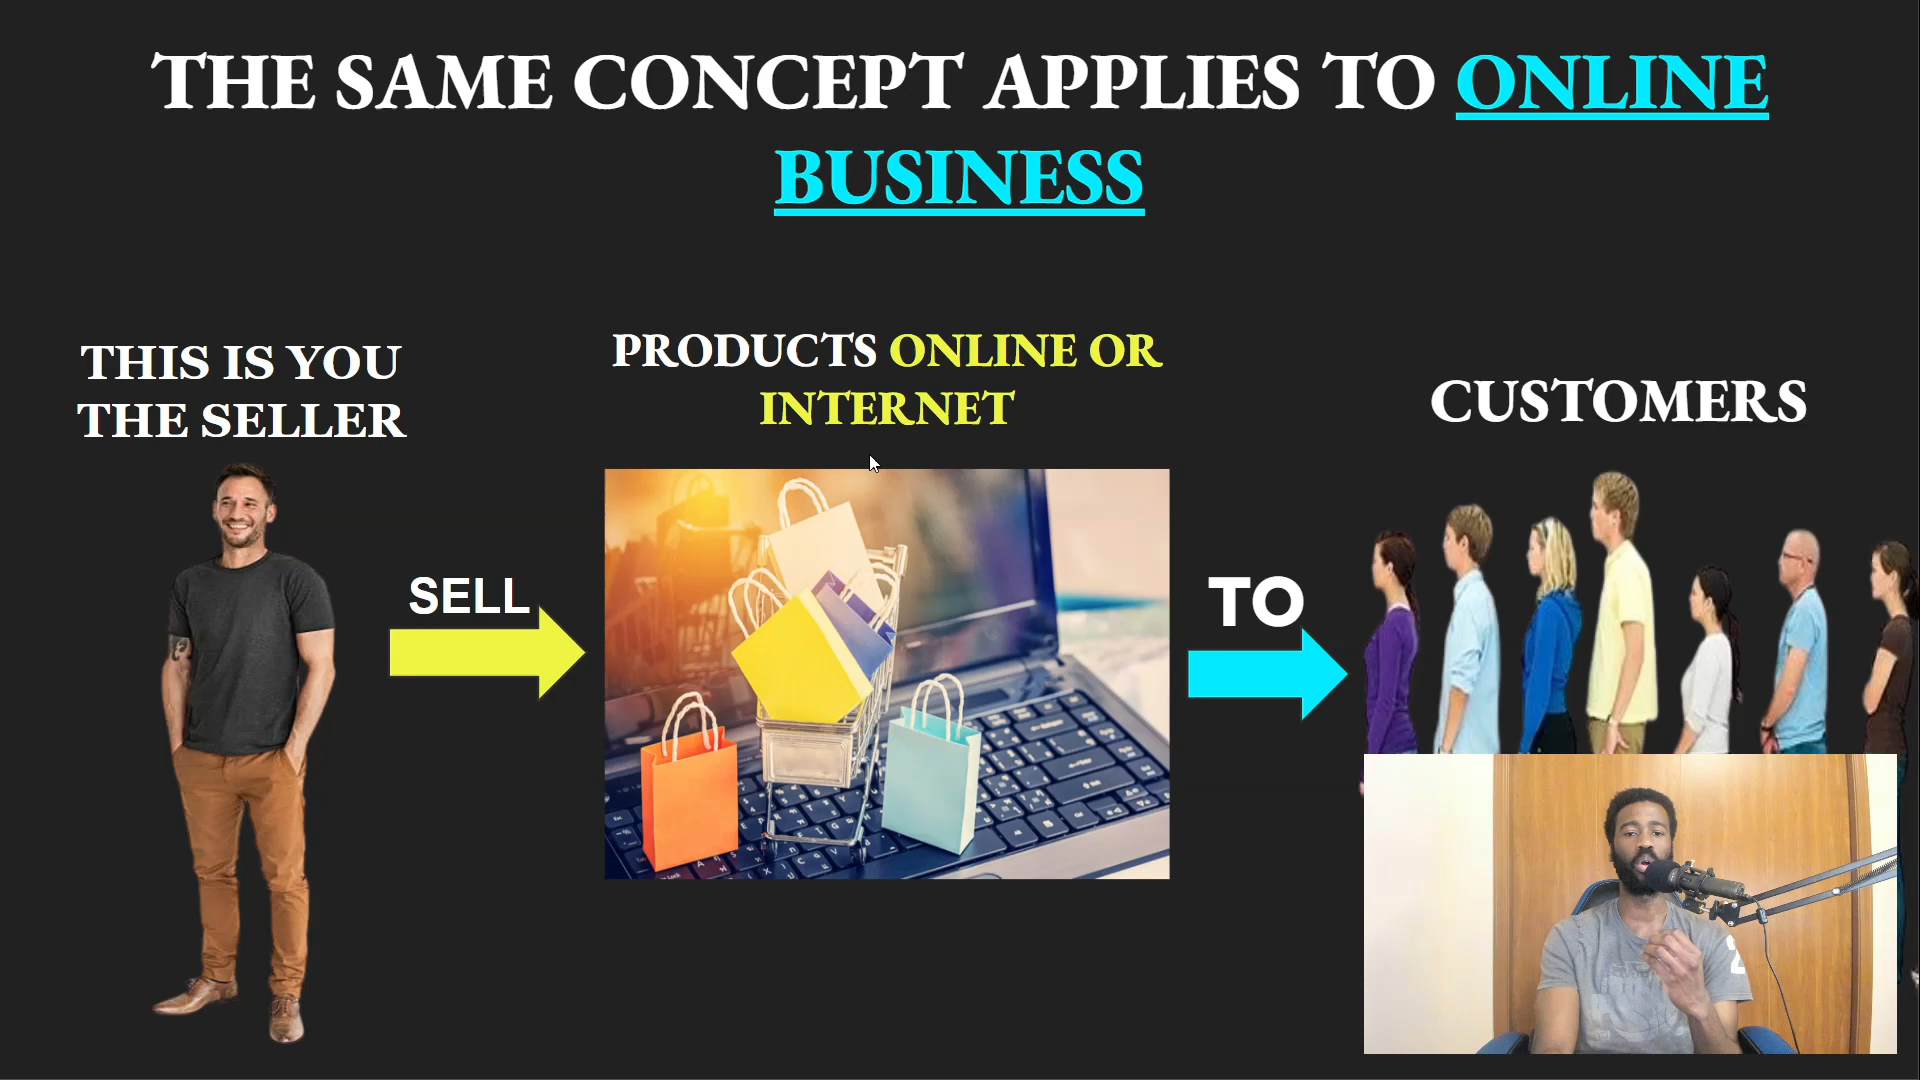 THE SAME CONCEPT APPLIES TO ONLINE
BUSINESS
THIS IS YOU
THE SELLER
SELL
PRODUCTS ONLINE OR
INTERNET
TO
CUSTOMERS